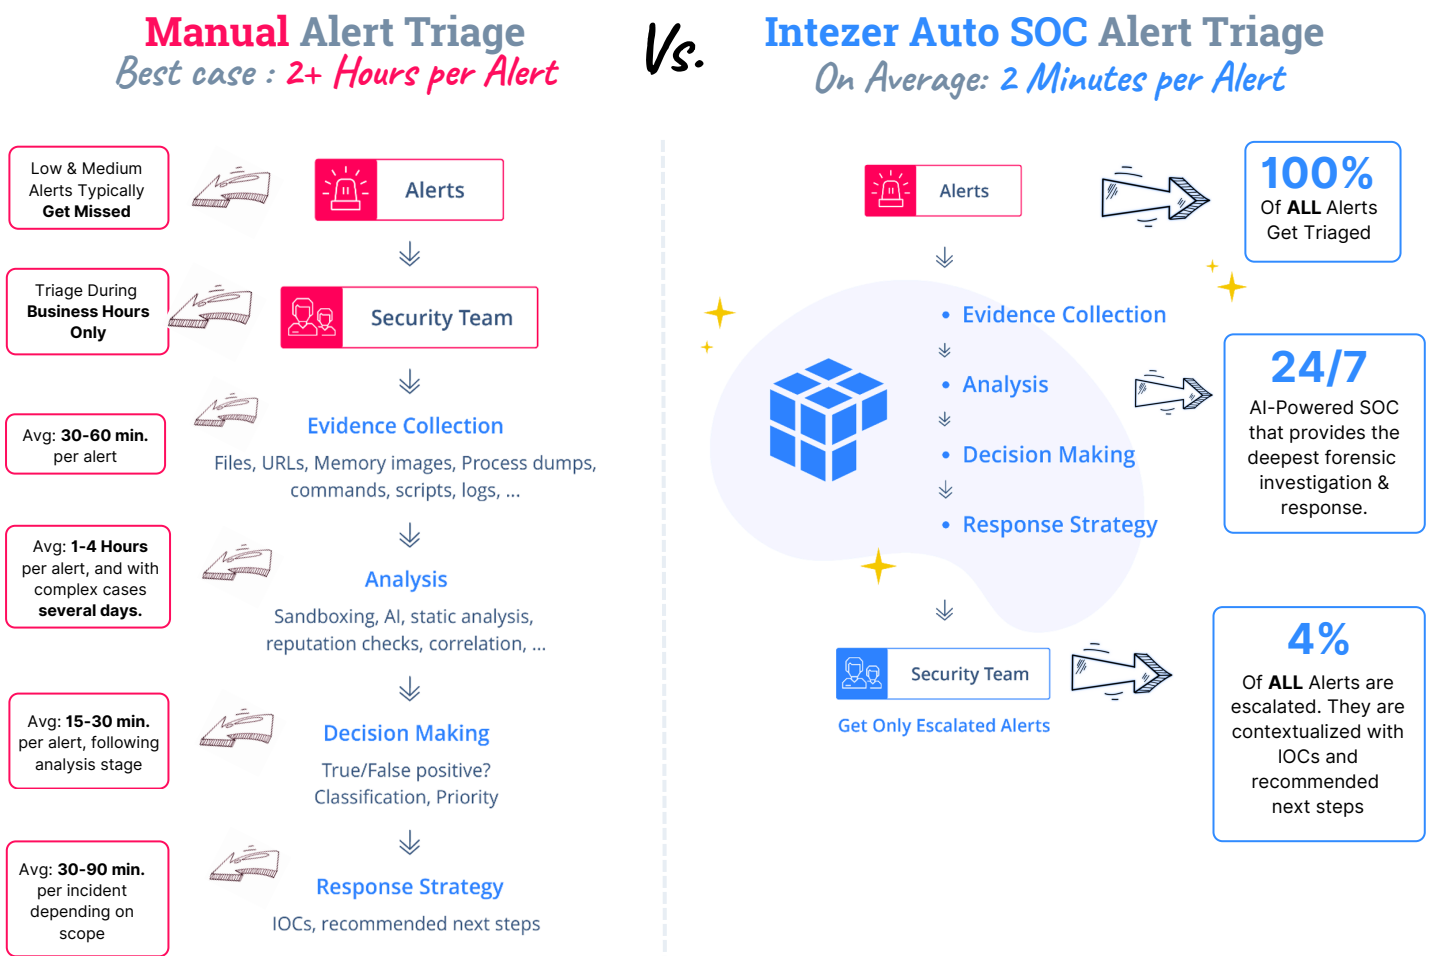 Manual Alert Triage
Best case : 2+ Hours per Alert
Vs.
Intezer Auto SOC Alert Triage
On Average: 2 Minutes per Alert
Low & Medium
Alerts Typically
Get Missed
Alerts
Triage During
Business Hours
Only
Security Team
Avg: 30-60 min.
per alert
Evidence Collection
Files, URLs, Memory images, Process dumps,
commands, scripts, logs, ...
Avg: 1-4 Hours
per alert, and with
complex cases
several days.
Analysis
Sandboxing, AI, static analysis,
reputation checks, correlation, ...
Avg: 15-30 min.
per alert, following
analysis stage
Decision Making
True/False positive?
Classification, Priority
Avg: 30-90 min.
per incident
depending on
scope
Response Strategy
IOCs, recommended next steps
Alerts
100%
Of ALL Alerts
Get Triaged
• Evidence Collection
• Analysis
• Decision Making
• Response Strategy
24/7
AI-Powered SOC
that provides the
deepest forensic
investigation &
response.
Security Team
Get Only Escalated Alerts
4%
Of ALL Alerts are
escalated. They are
contextualized with
IOCs and
recommended
next steps